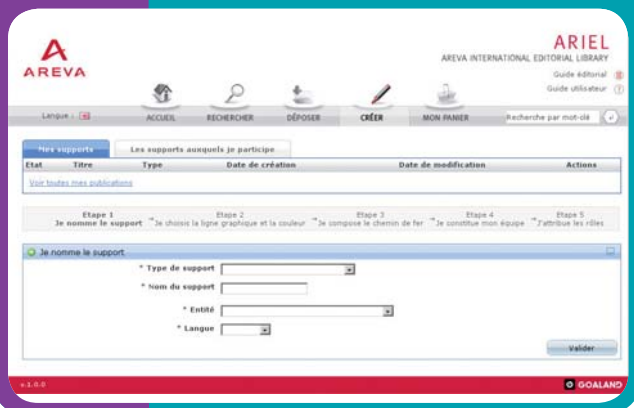 AREVA
ARIEL
AREVA INTERNATIONAL EDITORIAL LIBRARY
Guide éditorial
Guide utilisateur
Langue :
ACCUEIL RECHERCHER DÉPOSER CRÉER MON PANIER Recherche par mot-clé
Mes supports Les supports auxquels je participe
Etat Titre Type Date de création Date de modification Actions
Voir toutes mes publications
Etape 1 Etape 2 Etape 3 Etape 4 Etape 5
Je nomme le support Je choisis la ligne graphique et la couleur Je compose le chemin de fer Je constitue mon équipe J'attribue les rôles
Je nomme le support
* Type de support
* Nom du support
* Entité
* Langue
Valider
v.1.0.0 GOALAND